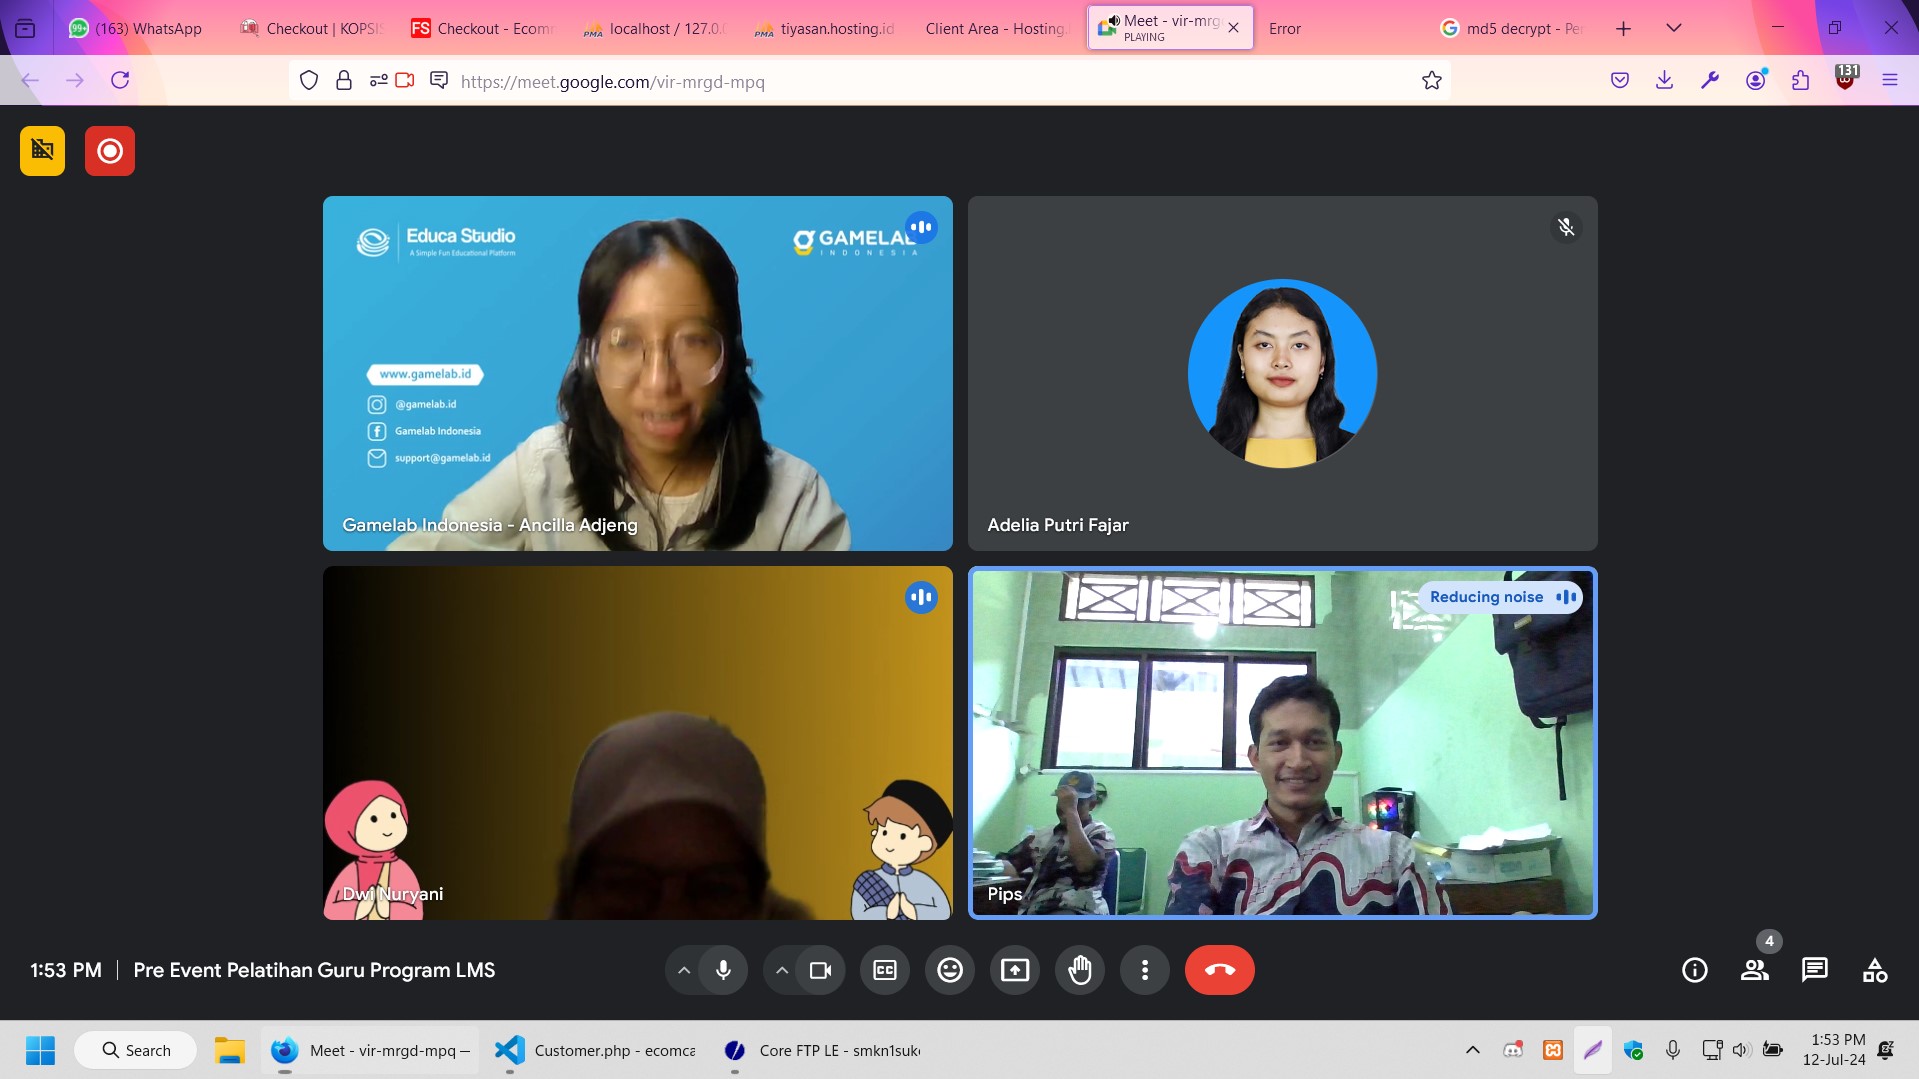 (163) WhatsApp
Checkout | KOPSIS
Checkout - Ecom
localhost / 127.0.
tiyasan.hosting.id
Client Area - Hosting.
Meet - vir-mrg
PLAYING
Error
md5 decrypt - Pe
https://meet.google.com/vir-mrgd-mpq
131
Educa Studio
A Simple Fun Educational Platform
GAMELAB
INDONESIA
www.gamelab.id
@gamelab.id
Gamelab Indonesia
support@gamelab.id
Gamelab Indonesia - Ancilla Adjeng
Adelia Putri Fajar
Dwi Nuryani
Reducing noise
Pips
1:53 PM
Pre Event Pelatihan Guru Program LMS
4
Search
Meet - vir-mrgd-mpq —
Customer.php - ecomca
Core FTP LE - smkn1suk
1:53 PM
12-Jul-24